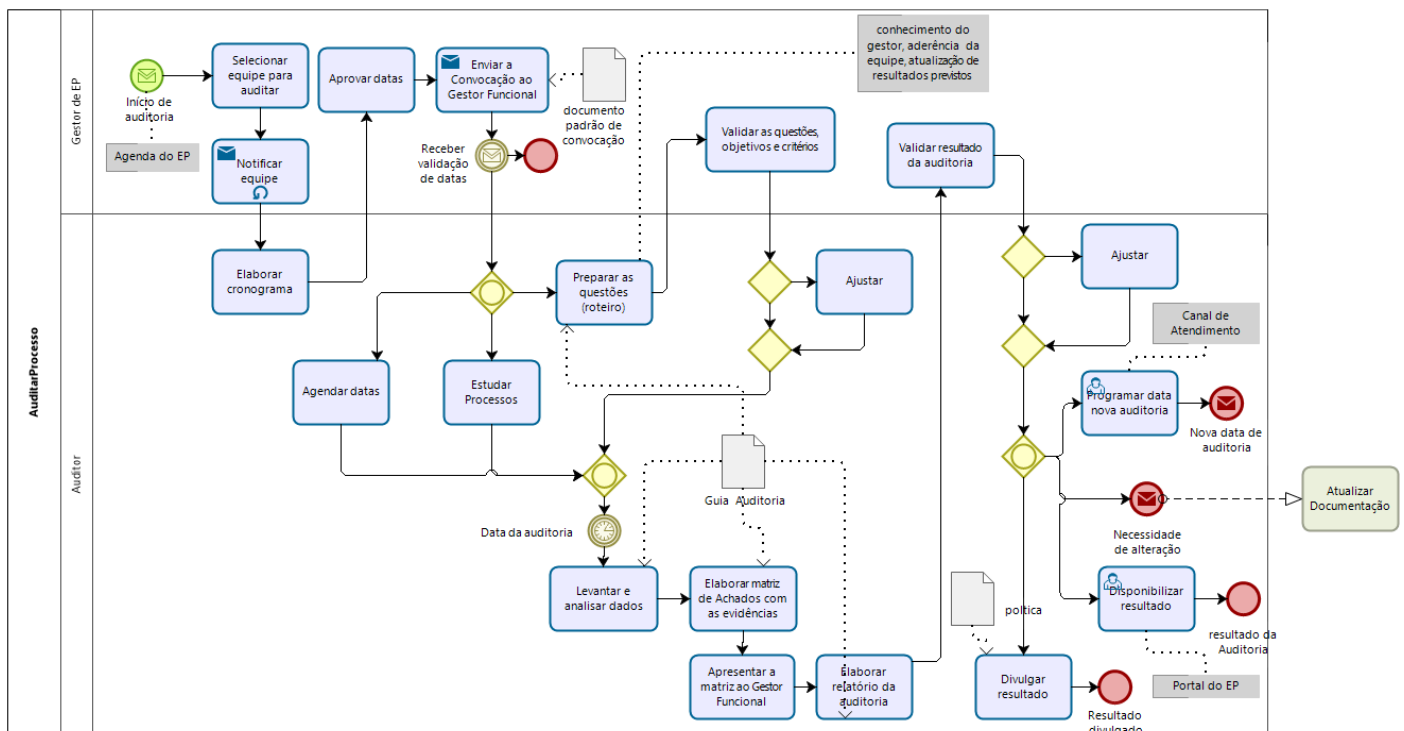 AuditarProcesso
Gestor de EP
Início de
auditoria
Agenda do EP
Selecionar
equipe para
auditar
Notificar
equipe
Aprovar datas
Enviar a
Convocação ao
Gestor Funcional
documento
padrão de
convocação
Receber
validação
de datas
conhecimento do
gestor, aderência da
equipe, atualização de
resultados previstos
Validar as questões,
objetivos e critérios
Validar resultado
da auditoria
Auditor
Elaborar
cronograma
Preparar as
questões
(roteiro)
Ajustar
Ajustar
Canal de
Atendimento
Agendar datas
Estudar
Processos
Programar data
nova auditoria
Nova data de
auditoria
Guia Auditoria
Data da auditoria
Necessidade
de alteração
Atualizar
Documentação
Levantar e
analisar dados
Elaborar matriz
de Achados com
as evidências
política
Disponibilizar
resultado
resultado da
Auditoria
Apresentar a
matriz ao Gestor
Funcional
Elaborar
relatório da
auditoria
Divulgar
resultado
Portal do EP
Resultado
divulgado